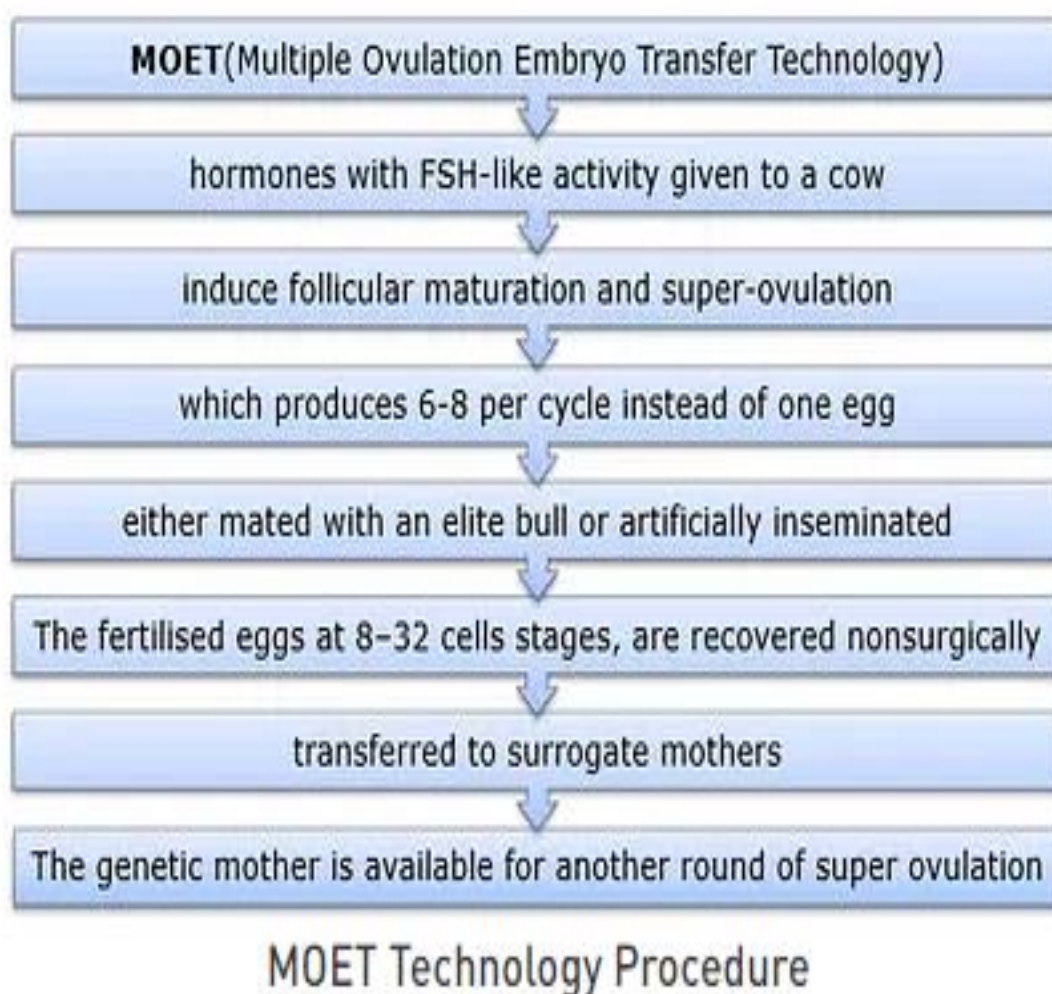 MOET(Multiple Ovulation Embryo Transfer Technology)
hormones with FSH-like activity given to a cow
induce follicular maturation and super-ovulation
which produces 6-8 per cycle instead of one egg
either mated with an elite bull or artificially inseminated
The fertilised eggs at 8–32 cells stages, are recovered nonsurgically
transferred to surrogate mothers
The genetic mother is available for another round of super ovulation
MOET Technology Procedure